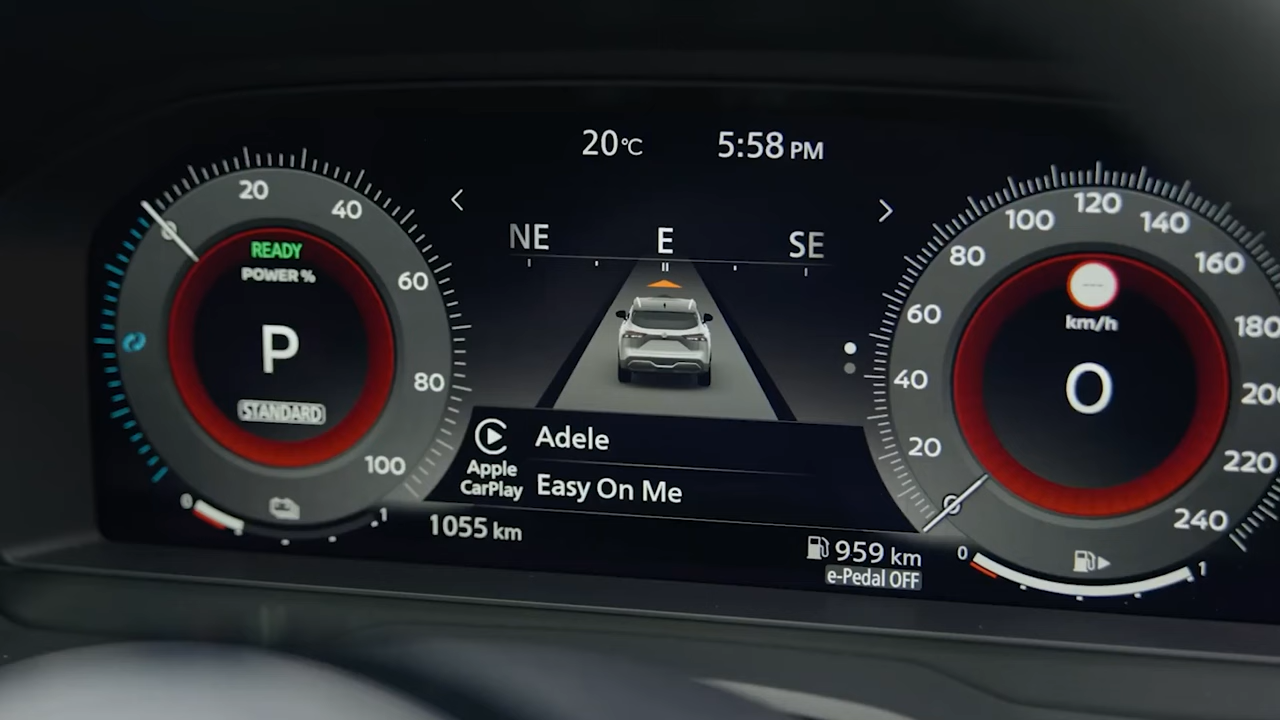 20°C 5:58 PM
NE E SE
0 20 40 60 80 100
READY
POWER %
P
STANDARD
0 1
Apple CarPlay
Adele
Easy On Me
1055 km
959 km
e-Pedal OFF
0 20 40 60 80 100 120 140 160 180 200 220 240
---
km/h
0
0 1